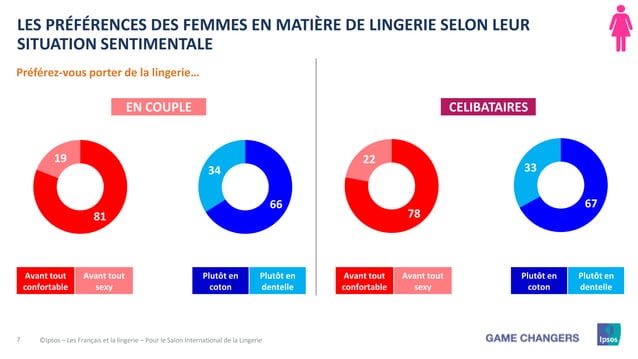 LES PRÉFÉRENCES DES FEMMES EN MATIÈRE DE LINGERIE SELON LEUR
SITUATION SENTIMENTALE
Préférez-vous porter de la lingerie…
EN COUPLE
19
81
34
66
Avant tout confortable
Avant tout sexy
Plutôt en coton
Plutôt en dentelle
CELIBATAIRES
22
78
33
67
Avant tout confortable
Avant tout sexy
Plutôt en coton
Plutôt en dentelle
7 ©Ipsos – Les Français et la lingerie – Pour le Salon International de la Lingerie
GAME CHANGERS
Ipsos